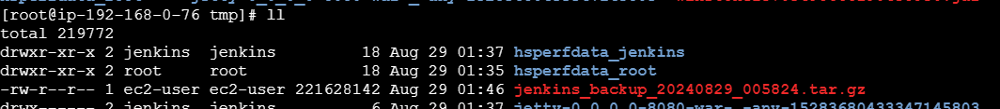 [root@ip-192-168-0-76 tmp]# ll
total 219772
drwxr-xr-x 2 jenkins  jenkins         18 Aug 29 01:37 hsperfdata_jenkins
drwxr-xr-x 2 root     root            18 Aug 29 01:35 hsperfdata_root
-rw-r--r-- 1 ec2-user ec2-user 221628142 Aug 29 01:46 jenkins_backup_20240829_005824.tar.gz
drwx------ 2 jenkins  jenkins          6 Aug 29 01:37 jetty-0_0_0_0-8080-war-_-any-15283680433347145803